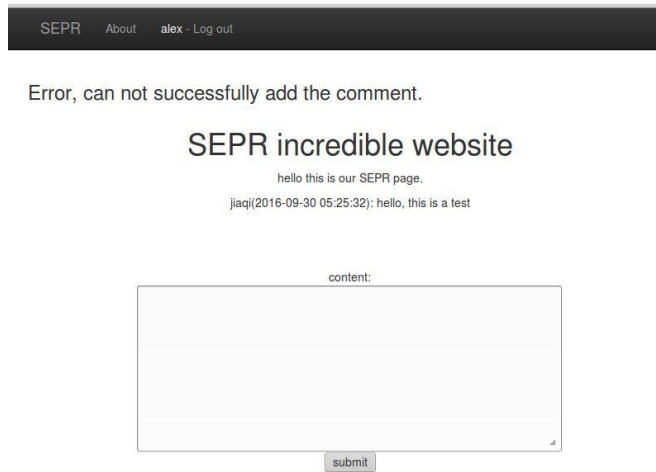 SEPR About alex - Log out
Error, can not successfully add the comment.
SEPR incredible website
hello this is our SEPR page.
jiaqi(2016-09-30 05:25:32): hello, this is a test
content:
submit